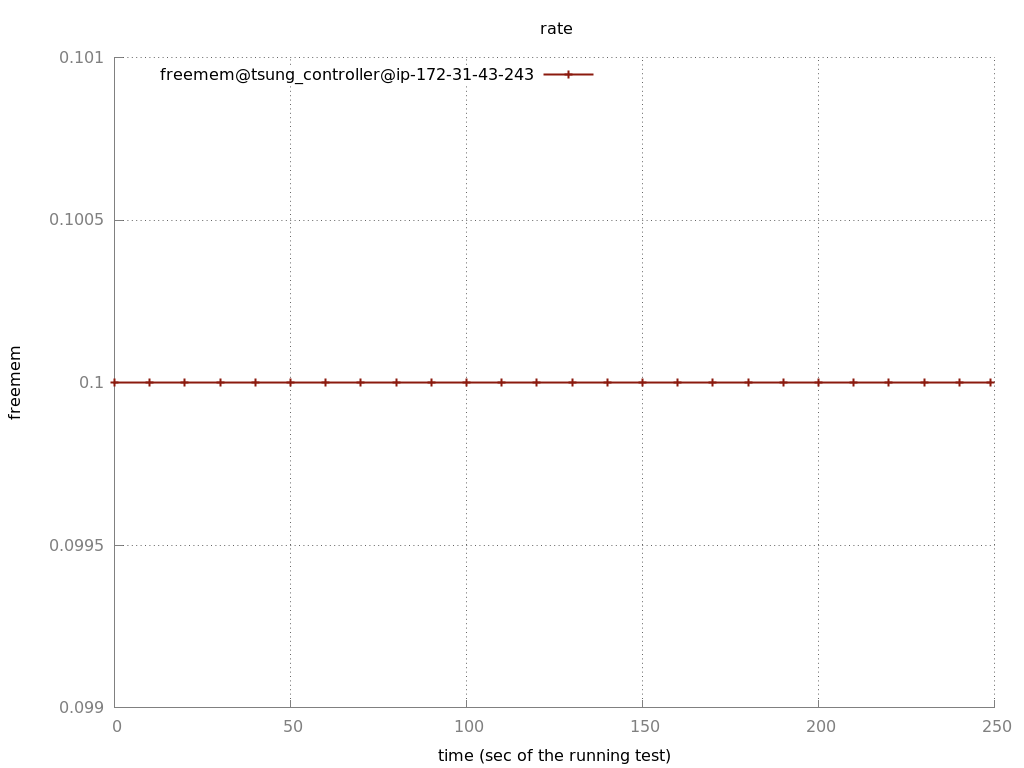 rate
freemem@tsung_controller@ip-172-31-43-243
0.101
0.1005
0.1
0.0995
0.099
freemem
0 50 100 150 200 250
time (sec of the running test)